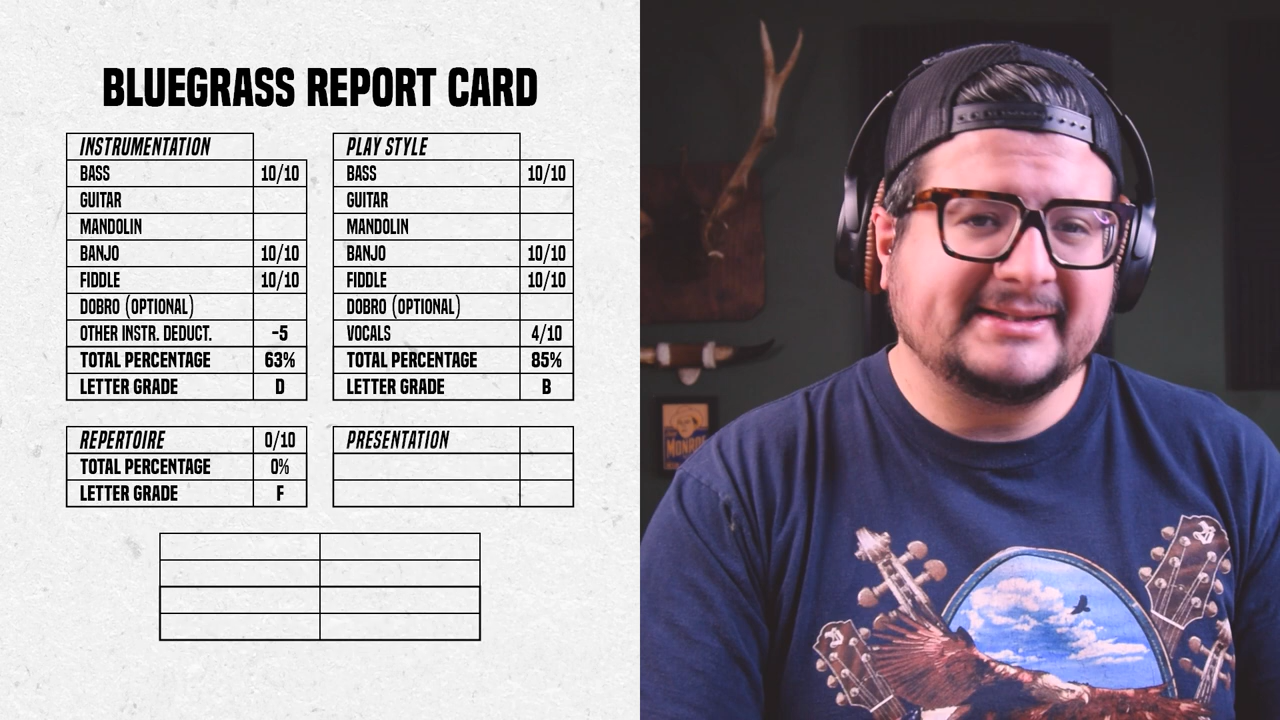 BLUEGRASS REPORT CARD
INSTRUMENTATION
BASS 10/10
GUITAR
MANDOLIN
BANJO 10/10
FIDDLE 10/10
DOBRO (OPTIONAL)
OTHER INSTR. DEDUCT. -5
TOTAL PERCENTAGE 63%
LETTER GRADE D
PLAY STYLE
BASS 10/10
GUITAR
MANDOLIN
BANJO 10/10
FIDDLE 10/10
DOBRO (OPTIONAL)
VOCALS 4/10
TOTAL PERCENTAGE 85%
LETTER GRADE B
REPERTOIRE 0/10
TOTAL PERCENTAGE 0%
LETTER GRADE F
PRESENTATION
MONROE